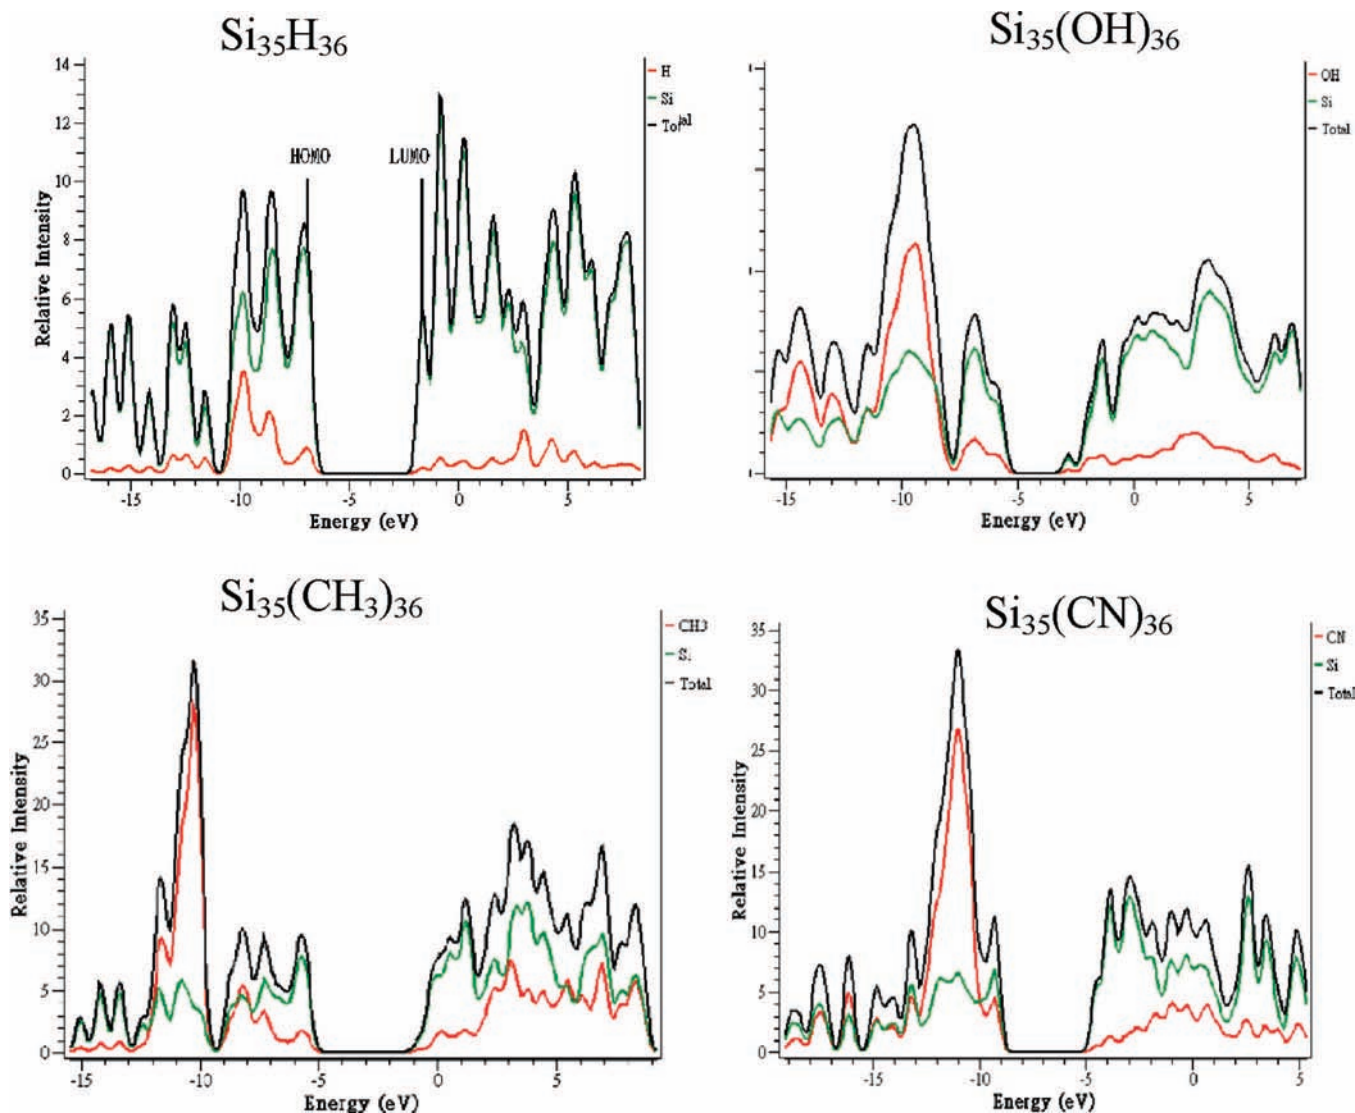 Si35H36
H
Si
Total
HOMO
LUMO
14
12
10
8
6
4
2
0
Relative Intensity
-15
-10
-5
0
5
Energy (eV)
Si35(OH)36
OH
Si
Total
-15
-10
-5
0
5
Energy (eV)
Si35(CH3)36
CH3
Si
Total
35
30
25
20
15
10
5
0
Relative Intensity
-15
-10
-5
0
5
Energy (eV)
Si35(CN)36
CN
Si
Total
35
30
25
20
15
10
5
0
Relative Intensity
-15
-10
-5
0
5
Energy (eV)